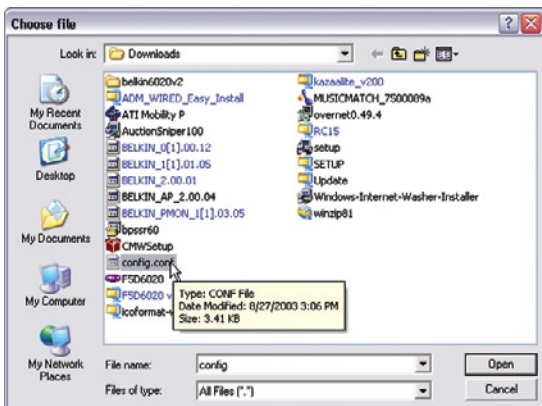 Choose file
Look in: Downloads
My Recent Documents
Desktop
My Documents
My Computer
My Network Places
belkin6020v2
ADM_WIRED_Easy_Install
ATI Mobility P
AuctionSniper100
BELKIN_0[1].00.12
BELKIN_1[1].01.05
BELKIN_2.00.01
BELKIN_AP_2.00.04
BELKIN_PMON_1[1].03.05
bpssr60
CMWSetup
config.conf
F5D6020
F5D6020 v
icoformat-
kazaalite_v200
MUSICMATCH_7500089a
overnet0.49.4
RC15
setup
SETUP
Update
Windows-Internet-Washer-Installer
winzip81
Type: CONF File
Date Modified: 8/27/2003 3:06 PM
Size: 3.41 KB
File name: config
Open
Files of type: All Files (".")
Cancel